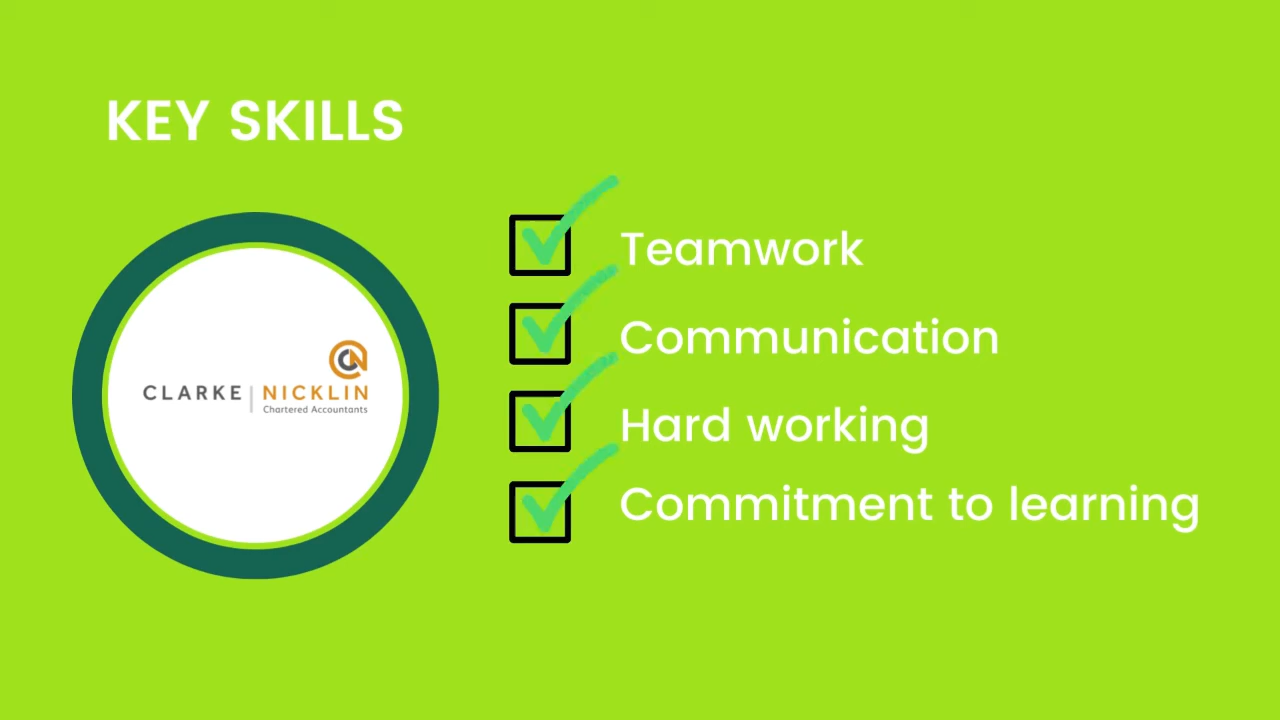 KEY SKILLS
CLARKE | NICKLIN
Chartered Accountants
Teamwork
Communication
Hard working
Commitment to learning